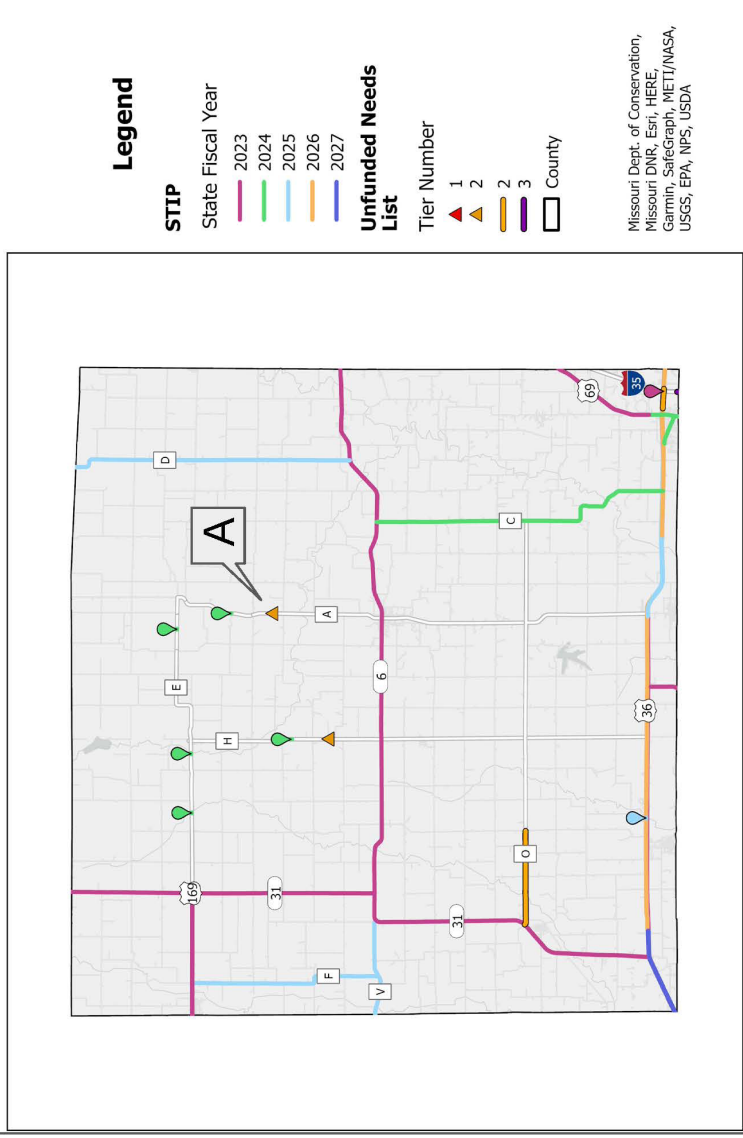 Legend
STIP
State Fiscal Year
2023
2024
2025
2026
2027
Unfunded Needs
List
Tier Number
1
2
2
3
County
Missouri Dept. of Conservation,
Missouri DNR, Esri, HERE,
Garmin, SafeGraph, METI/NASA,
USGS, EPA, NPS, USDA
D
A
A
E
H
169
31
F
V
31
6
C
O
36
69
35